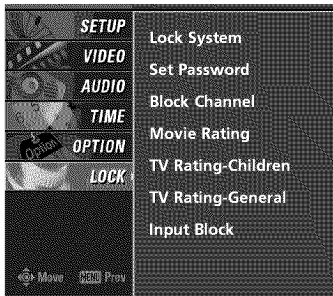 SETUP
VIDEO
AUDIO
TIME
OPTION
Option
LOCK
Lock System
Set Password
Block Channel
Movie Rating
TV Rating-Children
TV Rating-General
Input Block
Move MENU Prev